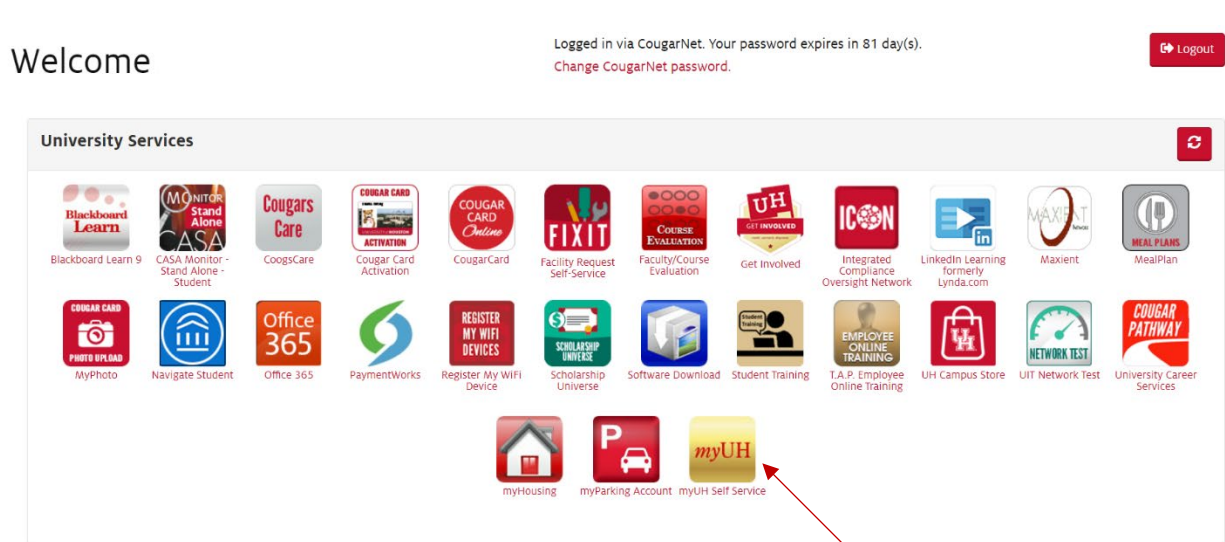 Welcome
Logged in via CougarNet. Your password expires in 81 day(s).
Change CougarNet password.
Logout
University Services
Blackboard
Learn
Blackboard Learn 9
MONITOR
Stand
Alone
CASA
CASA Monitor -
Stand Alone -
Student
Cougars
Care
CoogsCare
COUGAR CARD
ACTIVATION
Cougar Card
Activation
COUGAR
CARD
Online
CougarCard
FIXIT
Facility Request
Self-Service
COURSE
EVALUATION
Faculty/Course
Evaluation
UH
GET INVOLVED
Get Involved
ICON
Integrated
Compliance
Oversight Network
in
LinkedIn Learning
formerly
Lynda.com
MAXIENT
Maxient
MEAL PLANS
MealPlan
COUGAR CARD
PHOTO UPLOAD
MyPhoto
Navigate Student
Office
365
Office 365
PaymentWorks
REGISTER
MY WIFI
DEVICES
Register My WiFi
Device
SCHOLARSHIP
UNIVERSE
Scholarship
Universe
Software Download
Student
Training
Student Training
EMPLOYEE
ONLINE
TRAINING
T.A.P. Employee
Online Training
UH
UH Campus Store
NETWORK TEST
UIT Network Test
COUGAR
PATHWAY
University Career
Services
myHousing
P
myParking Account
myUH
myUH Self Service